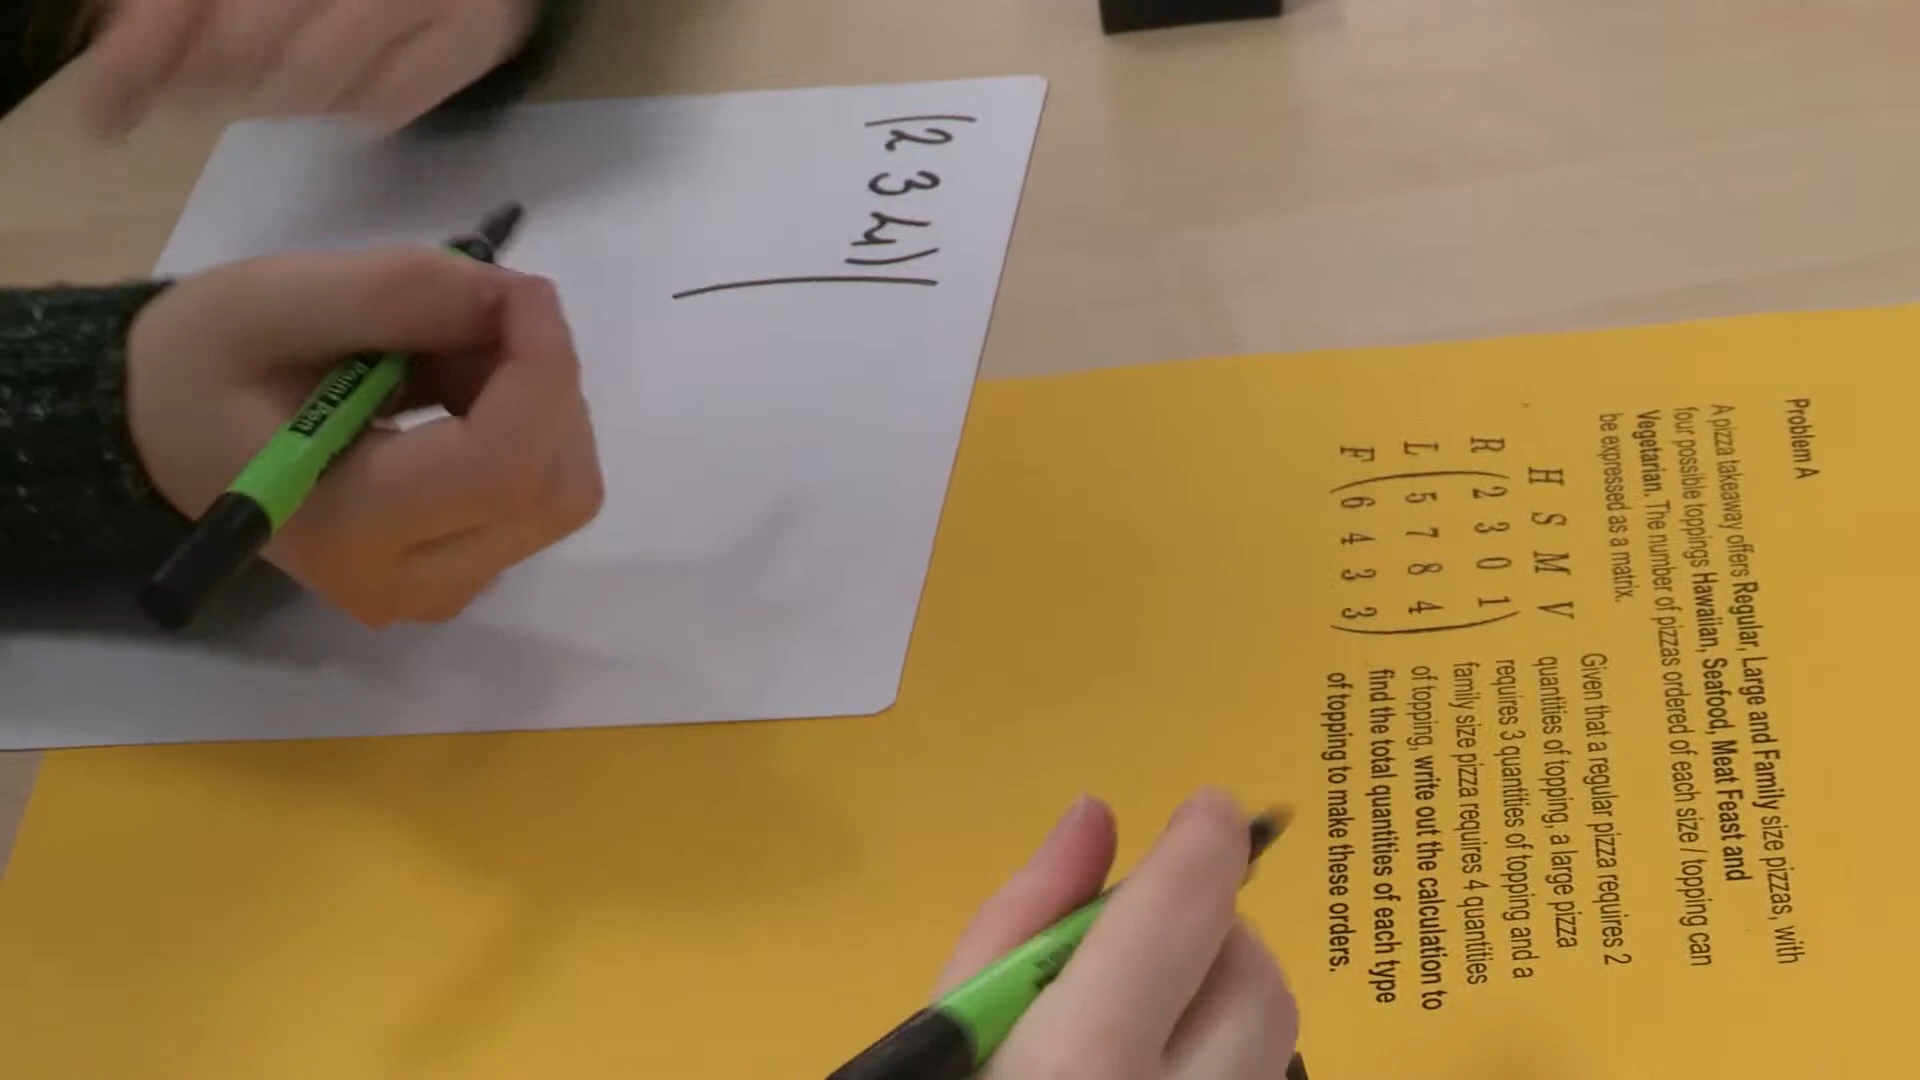 (2 3 4)(
Problem A
A pizza takeaway offers Regular, Large and Family size pizzas, with
four possible toppings Hawaiian, Seafood, Meat Feast and
Vegetarian. The number of pizzas ordered of each size / topping can
be expressed as a matrix.
H S M V
R (2 3 0 1)
L (5 7 8 4)
F (6 4 3 3)
Given that a regular pizza requires 2
quantities of topping, a large pizza
requires 3 quantities of topping and a
family size pizza requires 4 quantities
of topping, write out the calculation to
find the total quantities of each type
of topping to make these orders.
Paint Pen